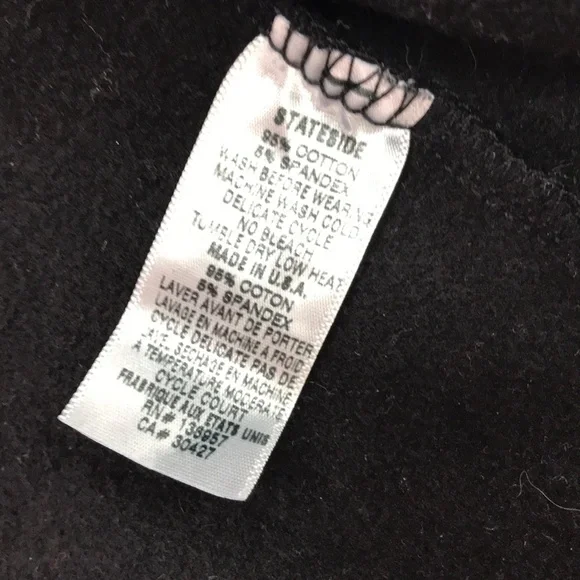 STATESIDE
95% COTTON
5% SPANDEX
WASH BEFORE WEARING
MACHINE WASH COLD
DELICATE CYCLE
NO BLEACH
TUMBLE DRY LOW HEAT
MADE IN U.S.A.
95% COTON
5% SPANDEX
LAVER AVANT DE PORTER
LAVAGE EN MACHINE A FROID
CYCLE DELICATE PAS DE
SECHAGE EN MACHINE
A TEMPERATURE MODERATE
CYCLE COURT
FRABRIQUE AUX ETATS UNIS
RN# 138957
CA# 30427